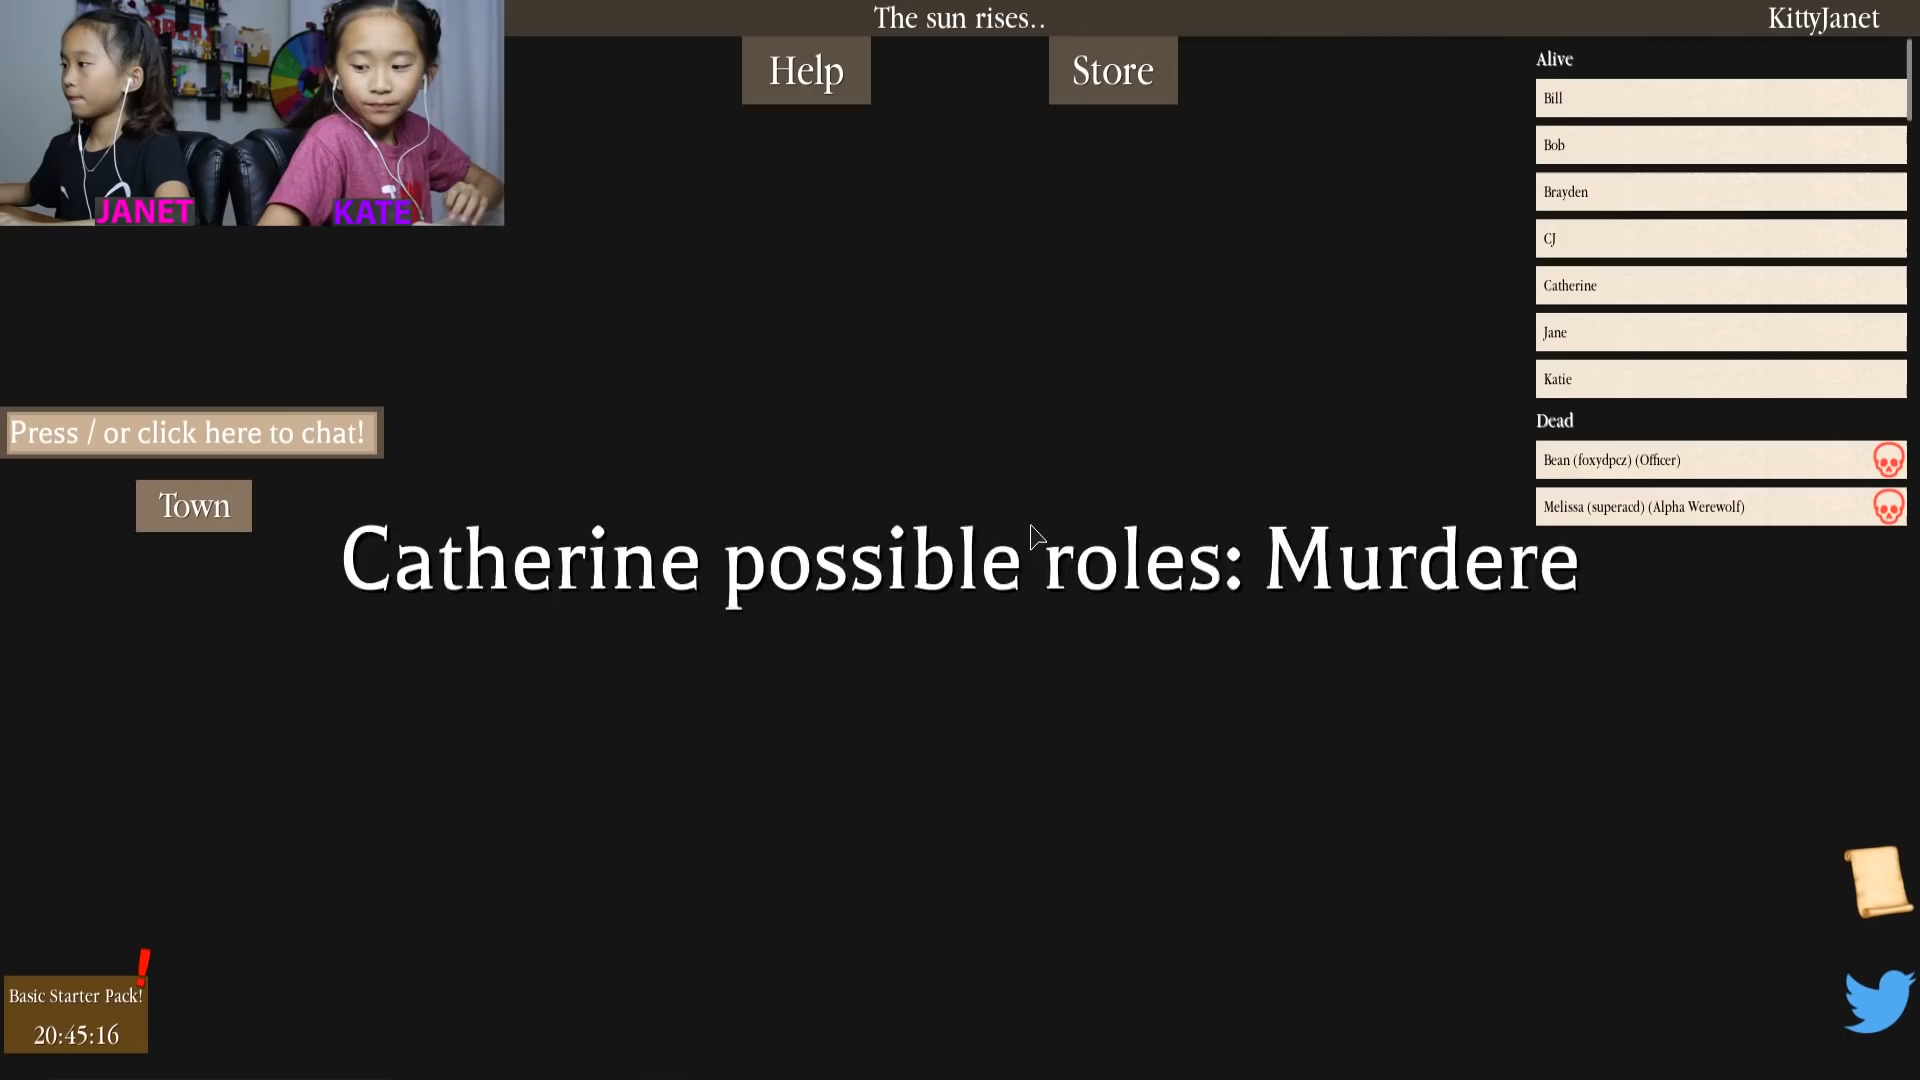 The sun rises..
KittyJanet
Help
Store
JANET
KATE
Alive
Bill
Bob
Brayden
CJ
Catherine
Jane
Katie
Dead
Bean (foxydpcz) (Officer)
Melissa (superacd) (Alpha Werewolf)
Press / or click here to chat!
Town
Catherine possible roles: Murdere
Basic Starter Pack!
20:45:16